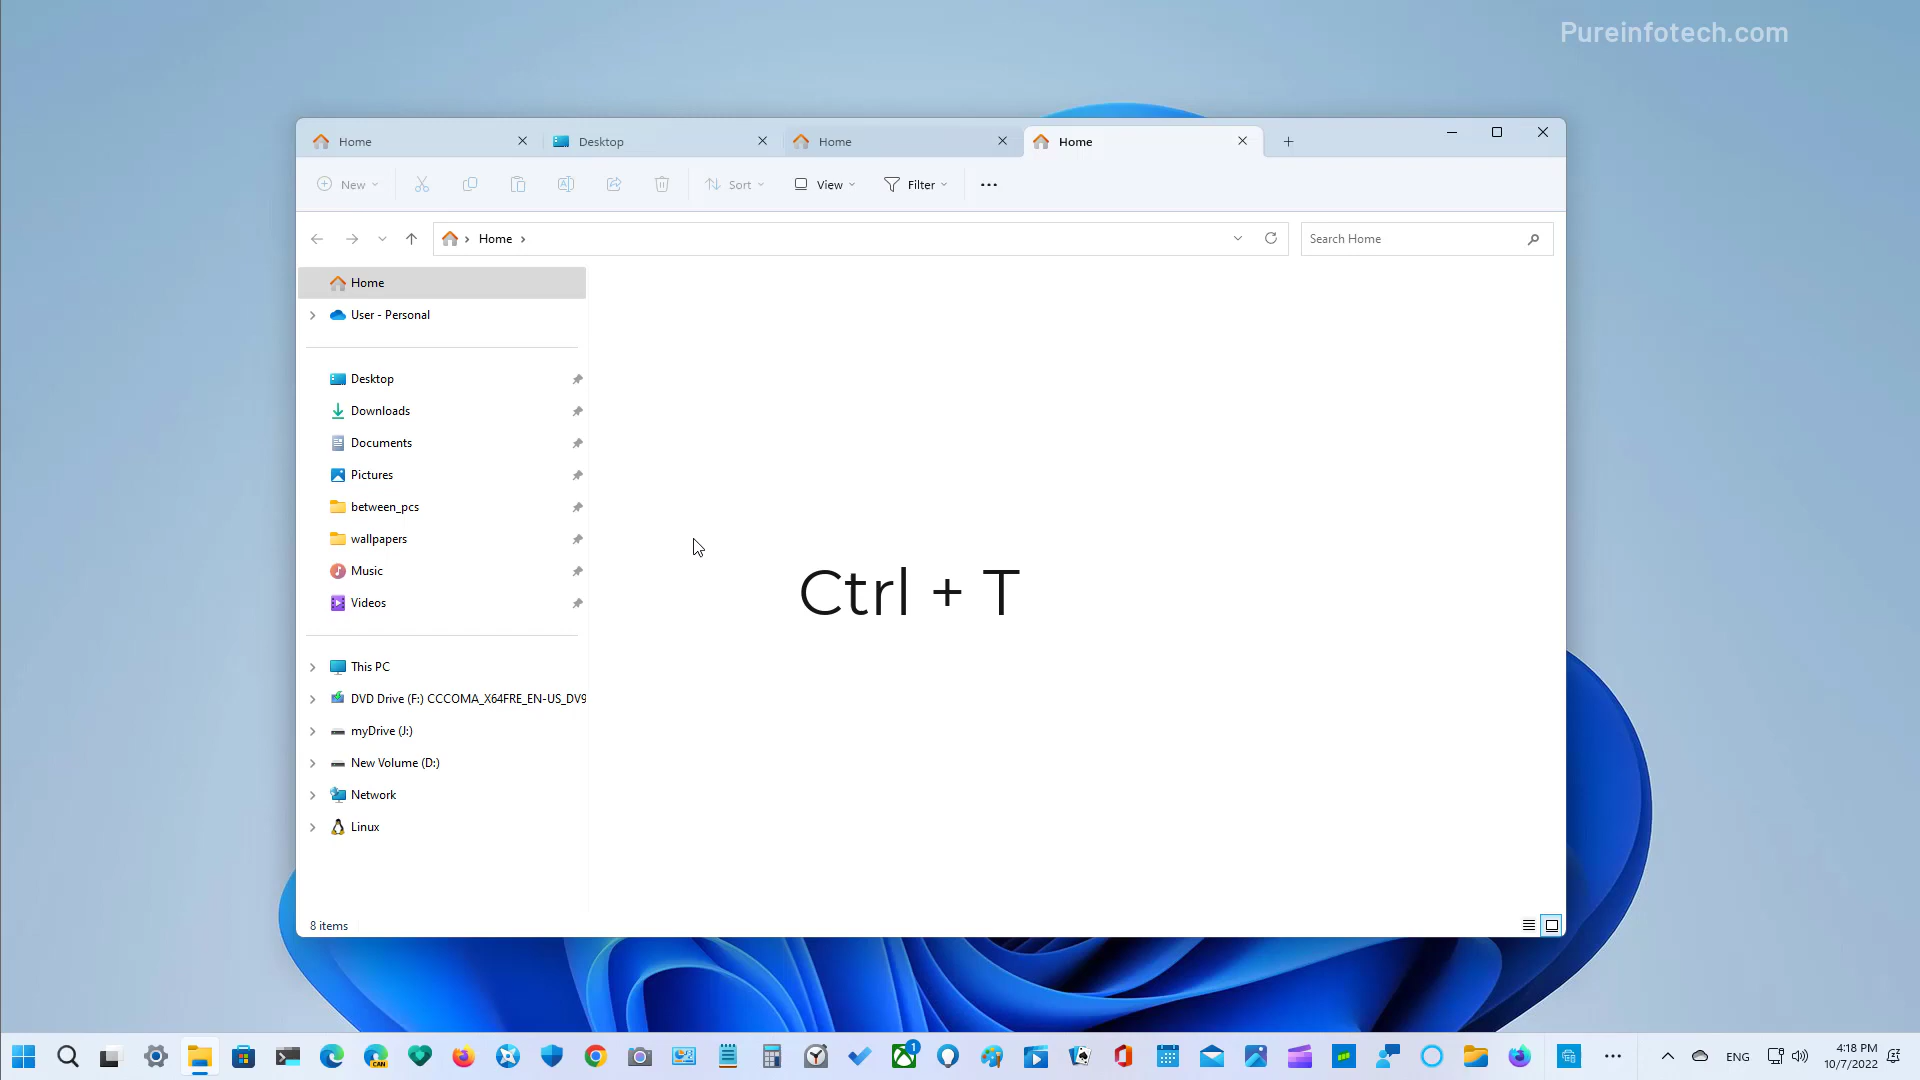 Pureinfotech.com
Home
Desktop
Home
Home
New
Sort
View
Filter
Home
Search Home
Home
User - Personal
Desktop
Downloads
Documents
Pictures
between_pcs
wallpapers
Music
Videos
Ctrl + T
This PC
DVD Drive (F:) CCCOMA_X64FRE_EN-US_DV9
myDrive (J:)
New Volume (D:)
Network
Linux
8 items
CAN
1
ENG
4:18 PM
10/7/2022